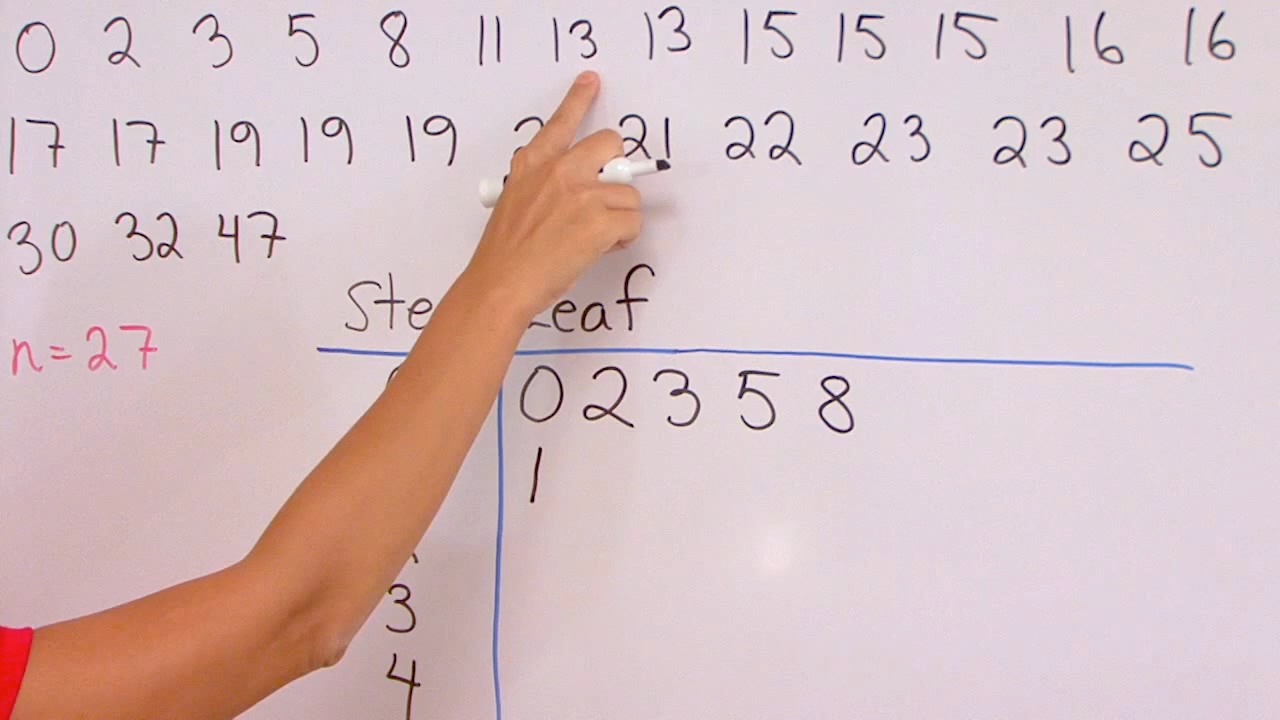 0 2 3 5 8 11 13 13 15 15 15 16 16
17 17 19 19 19 21 22 23 23 25
30 32 47
n=27
Leaf
0 2 3 5 8
1
3
4